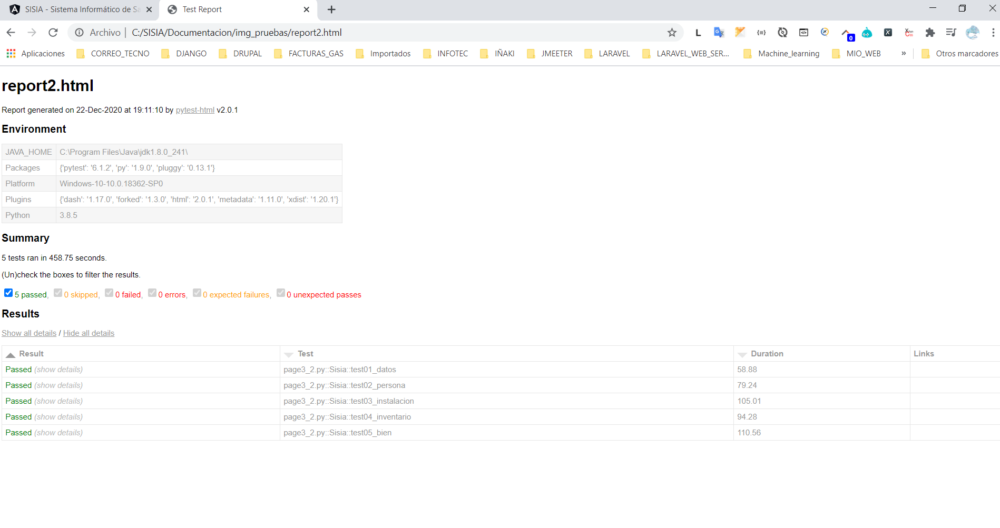 SISIA - Sistema Informático de Sa
Test Report
Archivo | C:/SISIA/Documentacion/img_pruebas/report2.html
L
0
Aplicaciones CORREO_TECNO DJANGO DRUPAL FACTURAS_GAS Importados INFOTEC IÑAKI JMEETER LARAVEL LARAVEL_WEB_SER... Machine_learning MIO_WEB » Otros marcadores
report2.html
Report generated on 22-Dec-2020 at 19:11:10 by pytest-html v2.0.1
Environment
JAVA_HOME C:\Program Files\Java\jdk1.8.0_241\
Packages {'pytest': '6.1.2', 'py': '1.9.0', 'pluggy': '0.13.1'}
Platform Windows-10-10.0.18362-SP0
Plugins {'dash': '1.17.0', 'forked': '1.3.0', 'html': '2.0.1', 'metadata': '1.11.0', 'xdist': '1.20.1'}
Python 3.8.5
Summary
5 tests ran in 458.75 seconds.
(Un)check the boxes to filter the results.
5 passed, 0 skipped, 0 failed, 0 errors, 0 expected failures, 0 unexpected passes
Results
Show all details / Hide all details
Result Test Duration Links
Passed (show details) page3_2.py::Sisia::test01_datos 58.88
Passed (show details) page3_2.py::Sisia::test02_persona 79.24
Passed (show details) page3_2.py::Sisia::test03_instalacion 105.01
Passed (show details) page3_2.py::Sisia::test04_inventario 94.28
Passed (show details) page3_2.py::Sisia::test05_bien 110.56